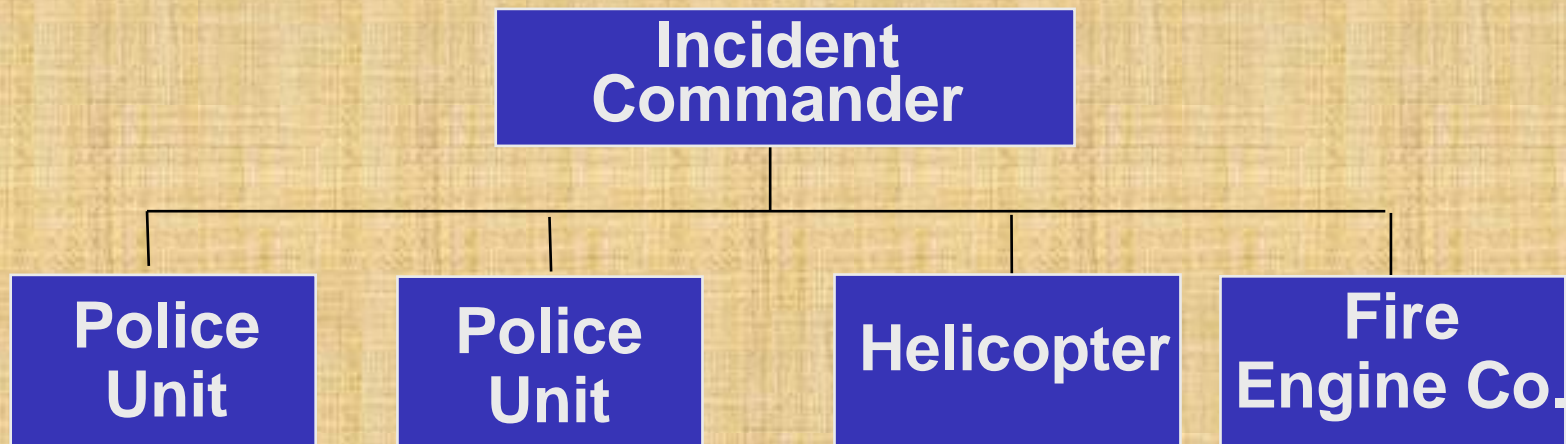 Incident
Commander
Police
Unit
Police
Unit
Helicopter
Fire
Engine Co.